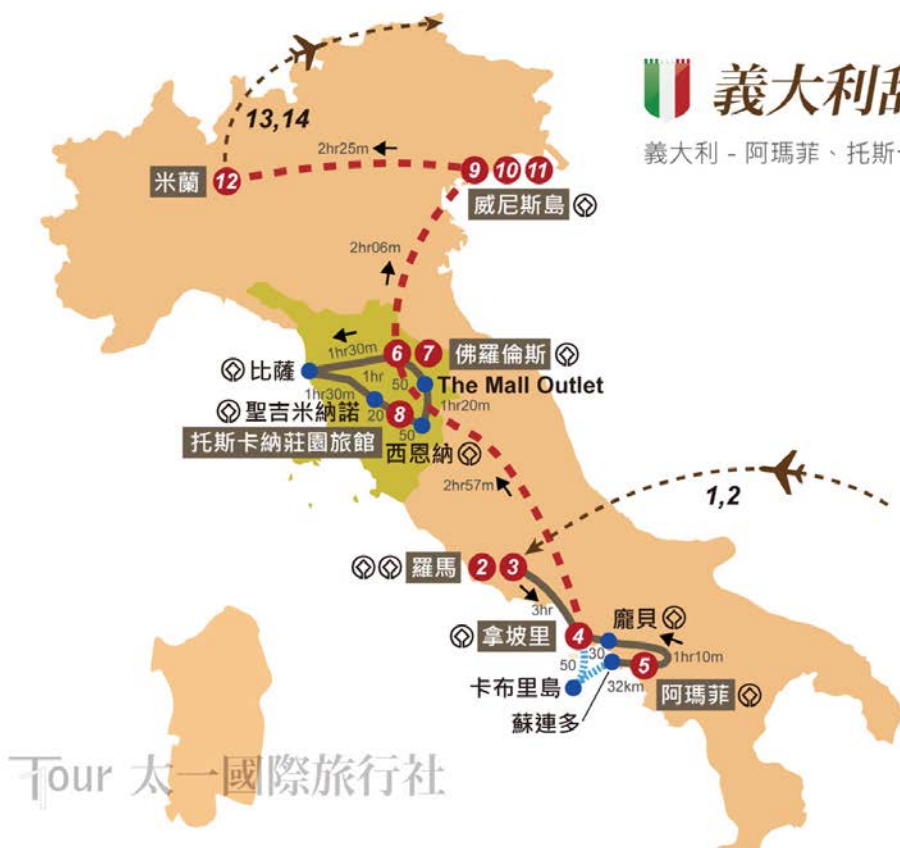 義大利
義大利 - 阿瑪菲、托斯
13,14
2hr25m
米蘭
12
9
10
11
威尼斯島
2hr06m
1hr30m
6
7
佛羅倫斯
比薩
1hr
50
The Mall Outlet
1hr30m
1hr20m
聖吉米納諾
20
8
托斯卡納莊園旅館
50
西恩納
2hr57m
1,2
羅馬
2
3
3hr
龐貝
拿坡里
4
30
1hr10m
50
5
卡布里島
32km
阿瑪菲
蘇連多
Tour 太一國際旅行社